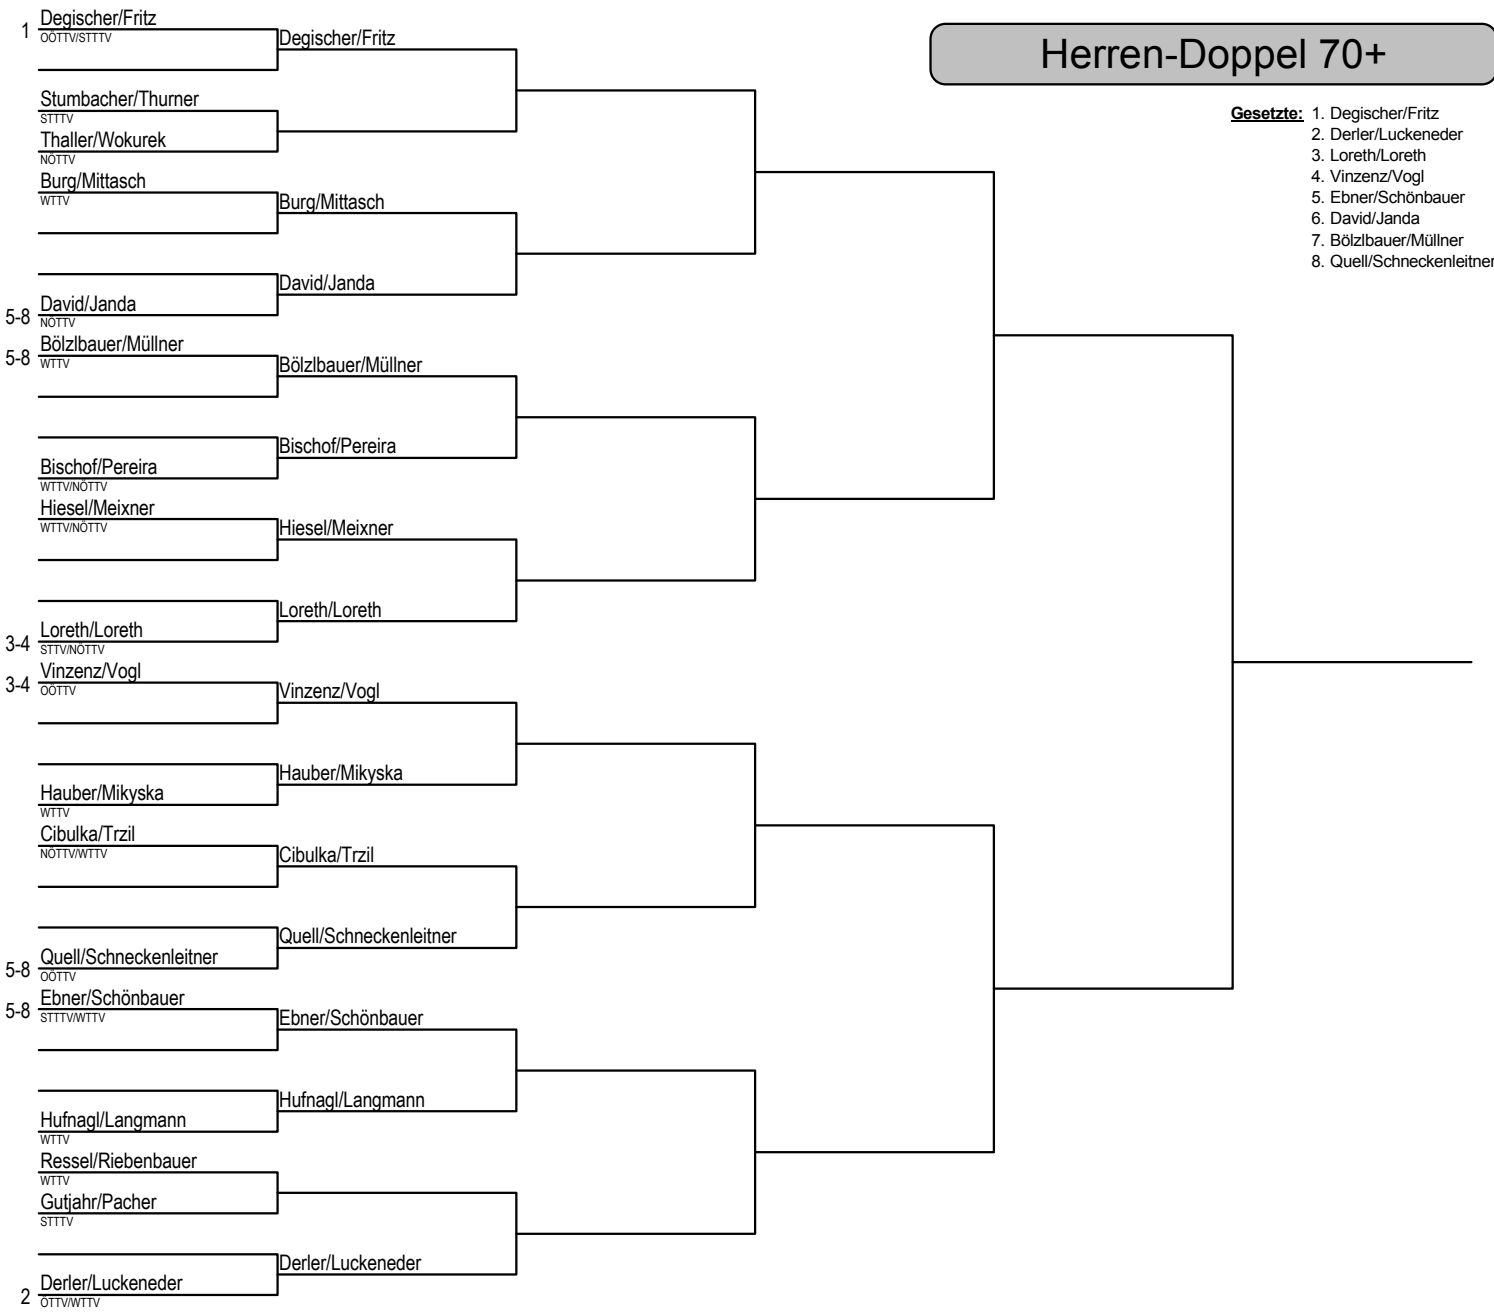 Herren-Doppel 70+
Gesetzte: 1. Degischer/Fritz
2. Derler/Luckeneder
3. Loreth/Loreth
4. Vinzenz/Vogl
5. Ebner/Schönbauer
6. David/Janda
7. Bölzlbauer/Müllner
8. Quell/Schneckenleitner
1 Degischer/Fritz
OÖTTV/STTTV
Degischer/Fritz
Stumbacher/Thurner
STTTV
Thaller/Wokurek
NÖTTV
Burg/Mittasch
WTTV
Burg/Mittasch
David/Janda
5-8 David/Janda
NÖTTV
5-8 Bölzlbauer/Müllner
WTTV
Bölzlbauer/Müllner
Bischof/Pereira
Bischof/Pereira
WTTV/NÖTTV
Hiesel/Meixner
WTTV/NÖTTV
Hiesel/Meixner
Loreth/Loreth
3-4 Loreth/Loreth
STTV/NÖTTV
3-4 Vinzenz/Vogl
OÖTTV
Vinzenz/Vogl
Hauber/Mikyska
Hauber/Mikyska
WTTV
Cibulka/Trzil
NÖTTV/WTTV
Cibulka/Trzil
Quell/Schneckenleitner
5-8 Quell/Schneckenleitner
OÖTTV
5-8 Ebner/Schönbauer
STTTV/WTTV
Ebner/Schönbauer
Hufnagl/Langmann
Hufnagl/Langmann
WTTV
Ressel/Riebenbauer
WTTV
Gutjahr/Pacher
STTTV
Derler/Luckeneder
2 Derler/Luckeneder
ÖTTV/WTTV